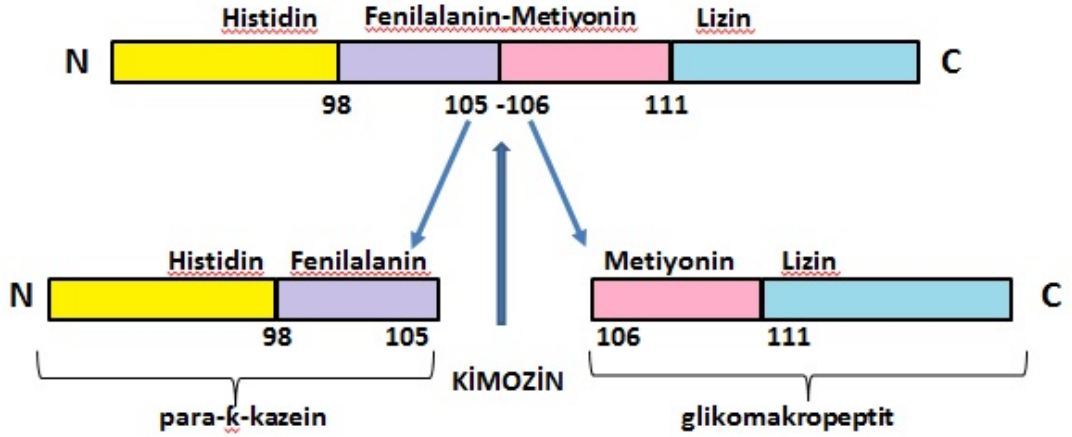 Histidin Fenilalanin-Metiyonin Lizin
N C
98 105 -106 111
Histidin Fenilalanin Metiyonin Lizin
N C
98 105 106 111
KİMOZİN
para-k-kazein glikomakropeptit